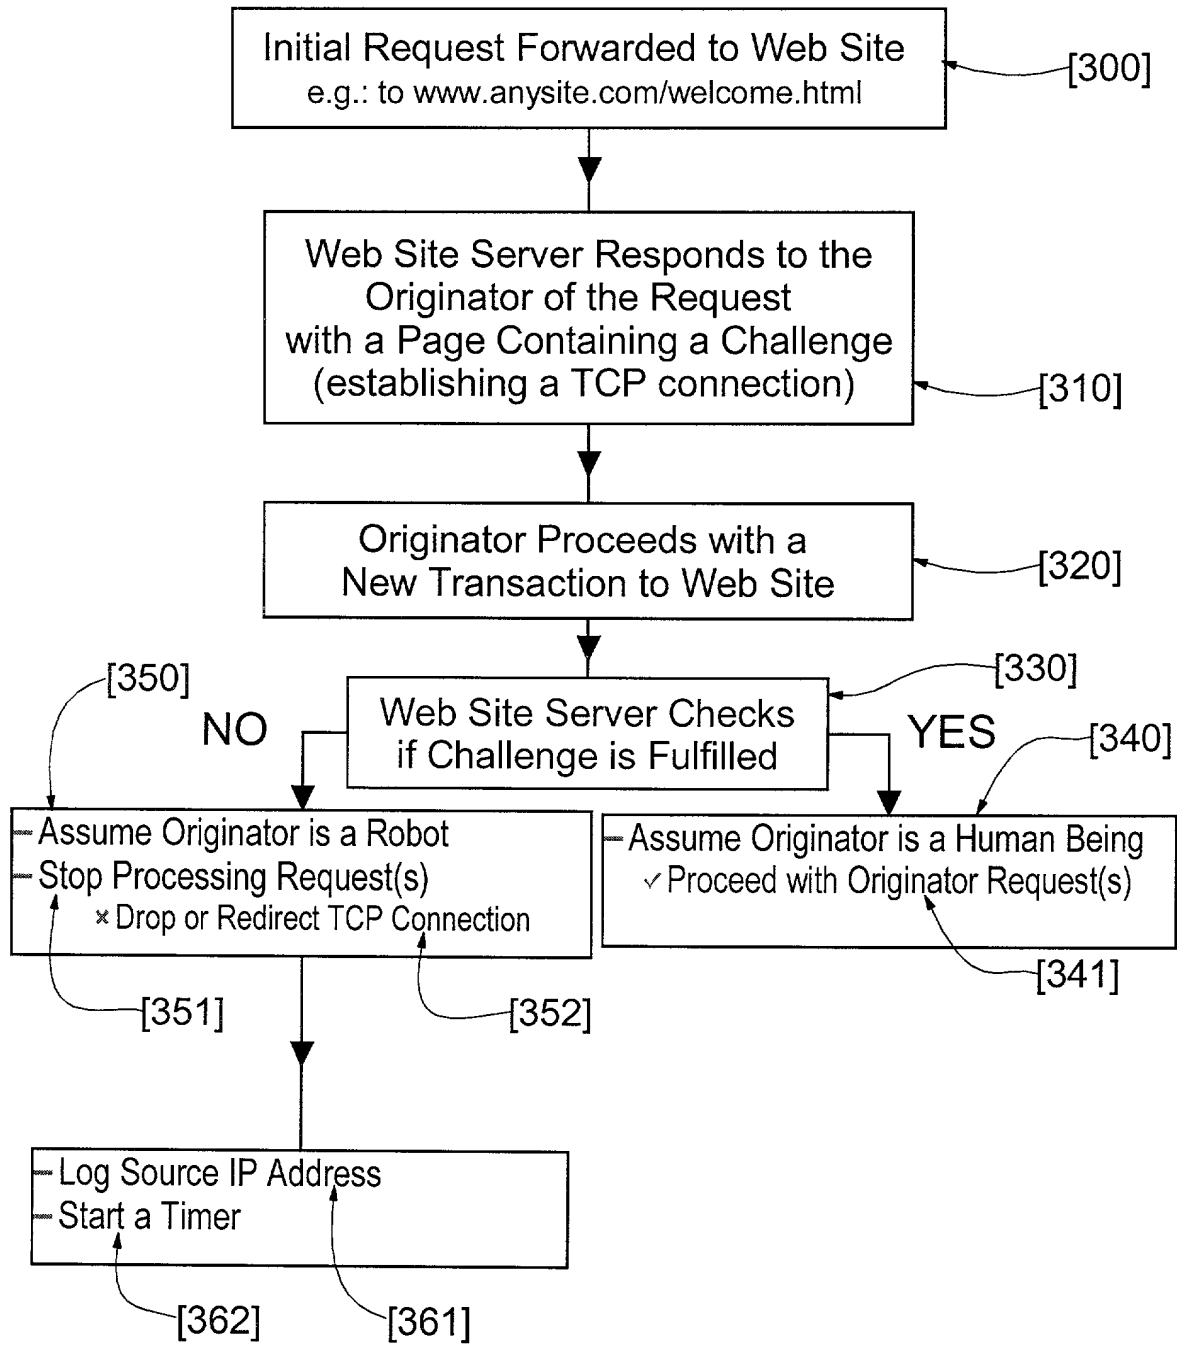 Initial Request Forwarded to Web Site
e.g.: to www.anysite.com/welcome.html
[300]
Web Site Server Responds to the
Originator of the Request
with a Page Containing a Challenge
(establishing a TCP connection)
[310]
Originator Proceeds with a
New Transaction to Web Site
[320]
[330]
[350]
Web Site Server Checks
if Challenge is Fulfilled
NO
YES
[340]
Assume Originator is a Robot
Stop Processing Request(s)
Drop or Redirect TCP Connection
Assume Originator is a Human Being
Proceed with Originator Request(s)
[341]
[351]
[352]
Log Source IP Address
Start a Timer
[362]
[361]